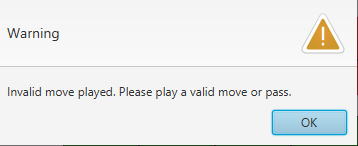 Warning
Invalid move played. Please play a valid move or pass.
OK